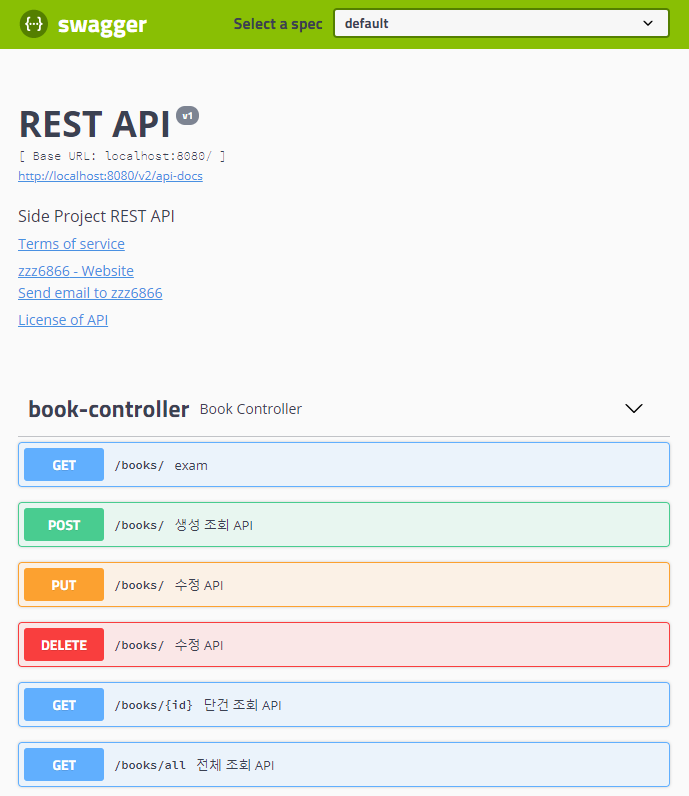 {···} swagger Select a spec default
REST API v1
[ Base URL: localhost:8080/ ]
http://localhost:8080/v2/api-docs
Side Project REST API
Terms of service
zzz6866 - Website
Send email to zzz6866
License of API
book-controller Book Controller
GET /books/ exam
POST /books/ 생성 조회 API
PUT /books/ 수정 API
DELETE /books/ 수정 API
GET /books/{id} 단건 조회 API
GET /books/all 전체 조회 API